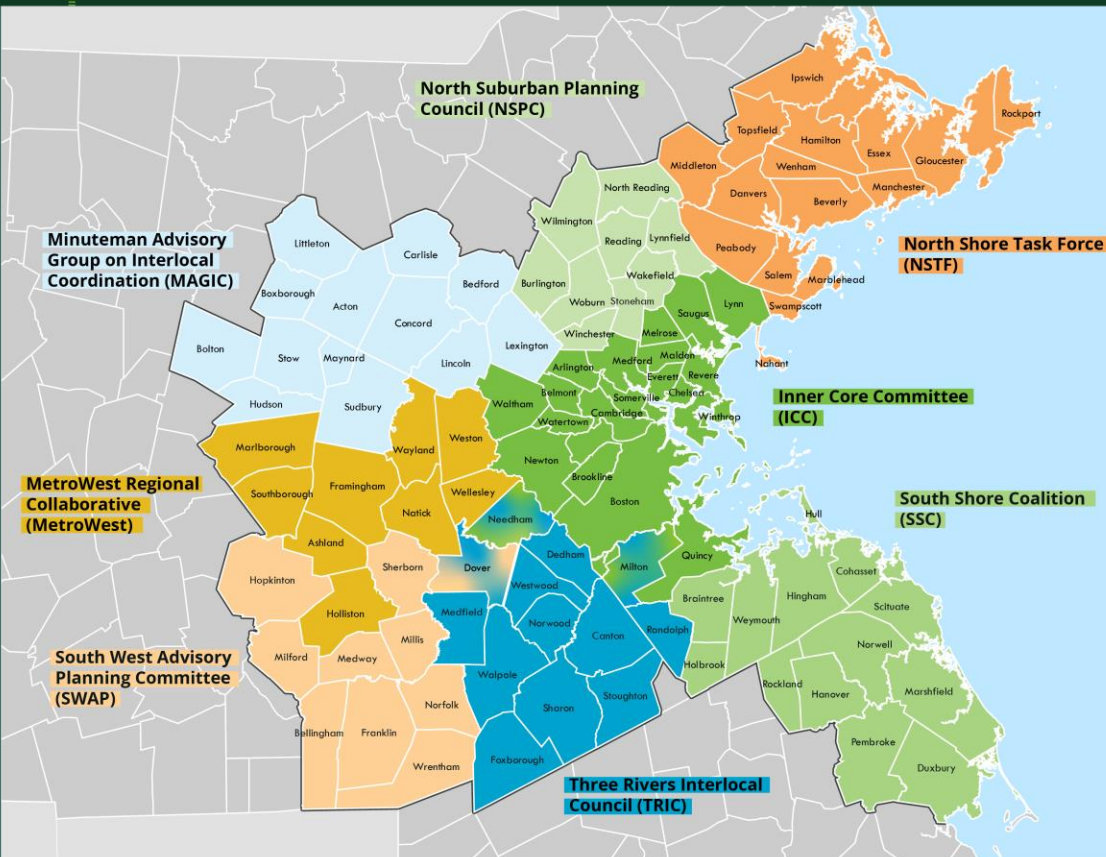 North Suburban Planning
Council (NSPC)
Minuteman Advisory
Group on Interlocal
Coordination (MAGIC)
North Shore Task Force
(NSTF)
Inner Core Committee
(ICC)
MetroWest Regional
Collaborative
(MetroWest)
South Shore Coalition
(SSC)
South West Advisory
Planning Committee
(SWAP)
Three Rivers Interlocal
Council (TRIC)
Ipswich
Rockport
Topsfield
Hamilton
Essex
Gloucester
Middleton
Wenham
Manchester
Danvers
Beverly
Peabody
Salem
Marblehead
Swampscott
Nahant
North Reading
Wilmington
Reading
Lynnfield
Wakefield
Burlington
Woburn
Stoneham
Winchester
Littleton
Carlisle
Bedford
Boxborough
Acton
Concord
Lexington
Bolton
Stow
Maynard
Lincoln
Hudson
Sudbury
Saugus
Lynn
Melrose
Medford
Malden
Arlington
Everett
Revere
Belmont
Somerville
Chelsea
Waltham
Cambridge
Winthrop
Watertown
Newton
Brookline
Boston
Quincy
Needham
Milton
Marlborough
Wayland
Weston
Southborough
Framingham
Natick
Wellesley
Ashland
Holliston
Hopkinton
Sherborn
Dover
Milford
Medway
Millis
Norfolk
Bellingham
Franklin
Wrentham
Dedham
Westwood
Medfield
Norwood
Canton
Randolph
Walpole
Sharon
Stoughton
Foxborough
Hull
Braintree
Weymouth
Hingham
Cohasset
Scituate
Holbrook
Norwell
Rockland
Hanover
Marshfield
Pembroke
Duxbury